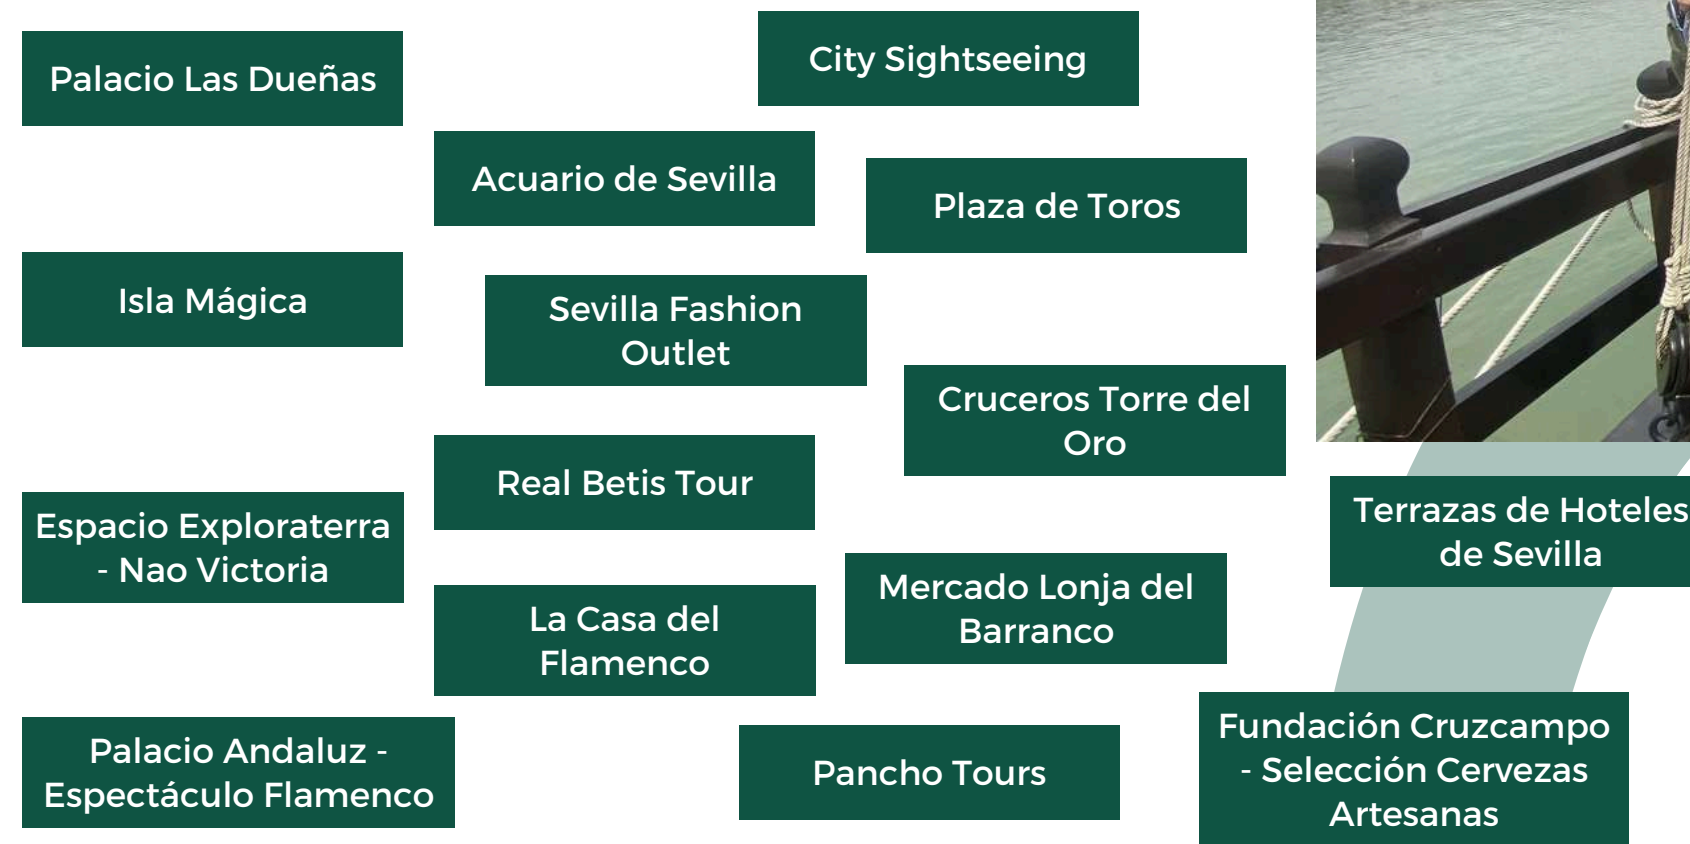 Palacio Las Dueñas
City Sightseeing
Acuario de Sevilla
Plaza de Toros
Isla Mágica
Sevilla Fashion
Outlet
Cruceros Torre del
Oro
Real Betis Tour
Espacio Exploraterra
- Nao Victoria
Terrazas de Hoteles
de Sevilla
La Casa del
Flamenco
Mercado Lonja del
Barranco
Palacio Andaluz -
Espectáculo Flamenco
Pancho Tours
Fundación Cruzcampo
- Selección Cervezas
Artesanas